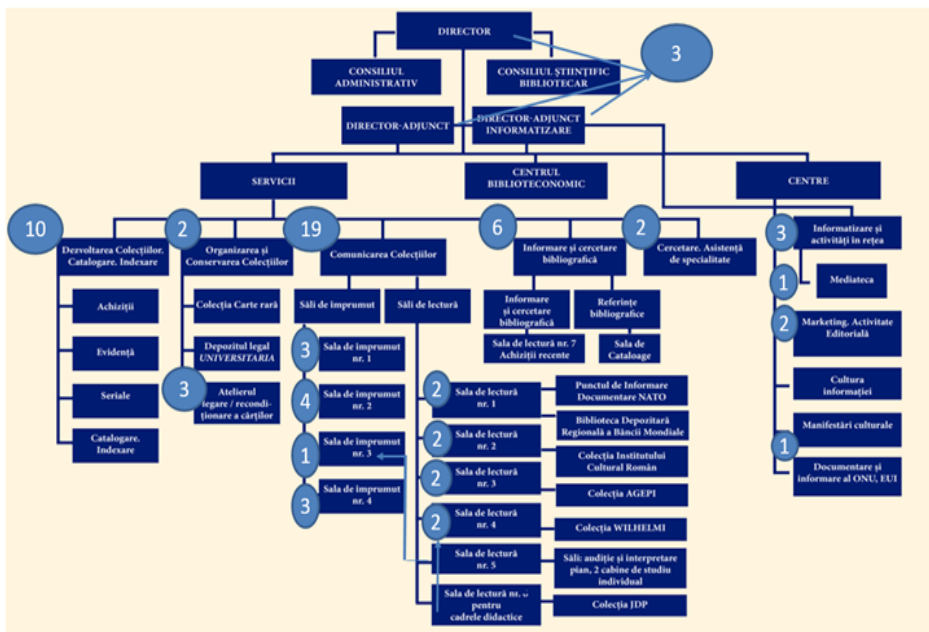 DIRECTOR
3
CONSILIUL
ADMINISTRATIV
CONSILIUL ȘTIINȚIFIC
BIBLIOTECAR
DIRECTOR-ADJUNCT
DIRECTOR-ADJUNCT
INFORMATIZARE
SERVICII
CENTRUL
BIBLIOTECONOMIC
CENTRE
10
Dezvoltarea Colecțiilor.
Catalogare. Indexare
2
Organizarea și
Conservarea Colecțiilor
19
Comunicarea Colecțiilor
6
Informare și cercetare
bibliografică
2
Cercetare. Asistență
de specialitate
3
Informatizare și
activități în rețea
Achiziții
Evidență
Seriale
Catalogare.
Indexare
Colecția Carte rară
Depozitul legal
UNIVERSITARIA
3
Atelierul
legare / recondi-
ționare a cărților
Săli de împrumut
3
Sala de împrumut
nr. 1
4
Sala de împrumut
nr. 2
1
Sala de împrumut
nr. 3
3
Sala de împrumut
nr. 4
Săli de lectură
2
Sala de lectură
nr. 1
2
Sala de lectură
nr. 2
2
Sala de lectură
nr. 3
2
Sala de lectură
nr. 4
Sala de lectură
nr. 5
Sala de lectură nr.
pentru
cadrele didactice
Informare
și cercetare
bibliografică
Sala de lectură nr. 7
Achiziții recente
Referințe
bibliografice
Sala de
Cataloage
Punctul de Informare
Documentare NATO
Biblioteca Depozitară
Regională a Băncii Mondiale
Colecția Institutului
Cultural Român
Colecția AGEPI
Colecția WILHELMI
Săli: audiție și interpretare
pian, 2 cabine de studiu
individual
Colecția JDP
1
Mediateca
2
Marketing. Activitate
Editorială
Cultura
informației
Manifestări culturale
1
Documentare și
informare al ONU, EUI